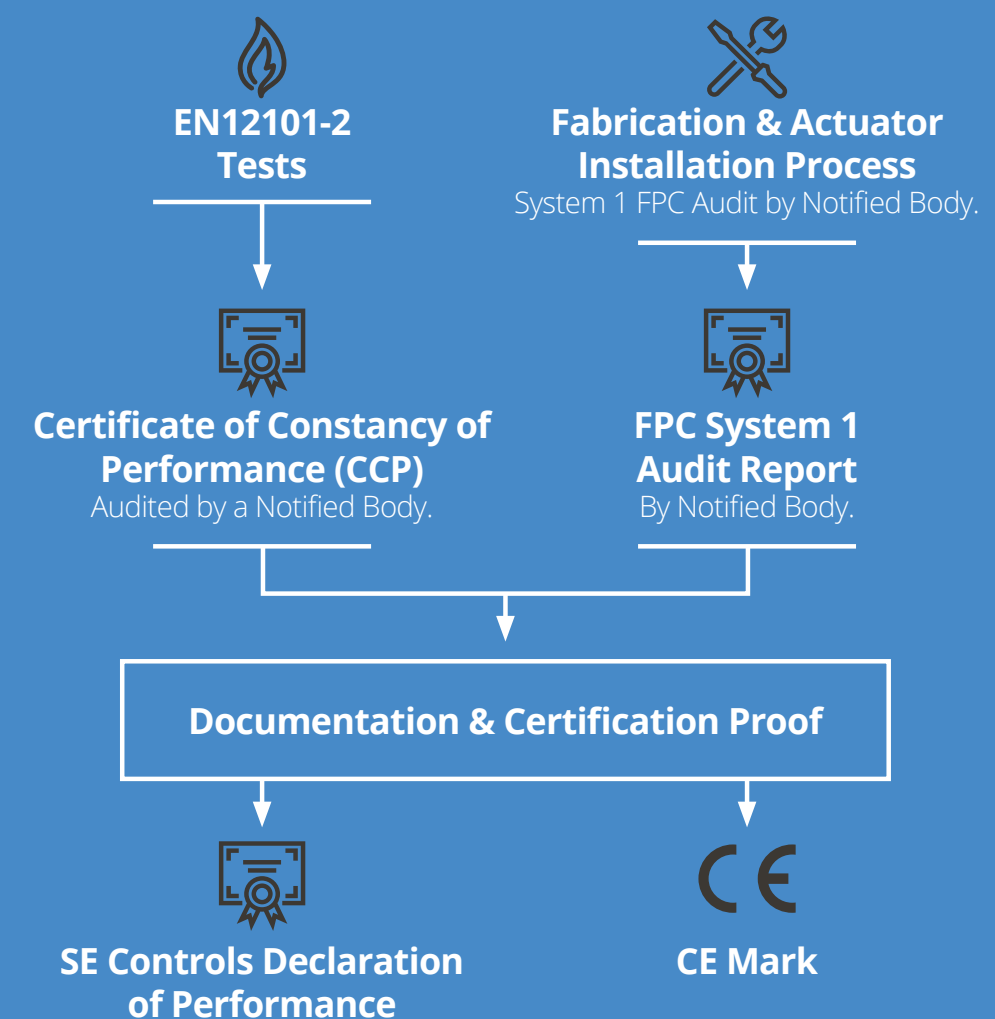 EN12101-2
Tests
Fabrication & Actuator
Installation Process
System 1 FPC Audit by Notified Body.
Certificate of Constancy of
Performance (CCP)
Audited by a Notified Body.
FPC System 1
Audit Report
By Notified Body.
Documentation & Certification Proof
SE Controls Declaration
of Performance
CE
CE Mark